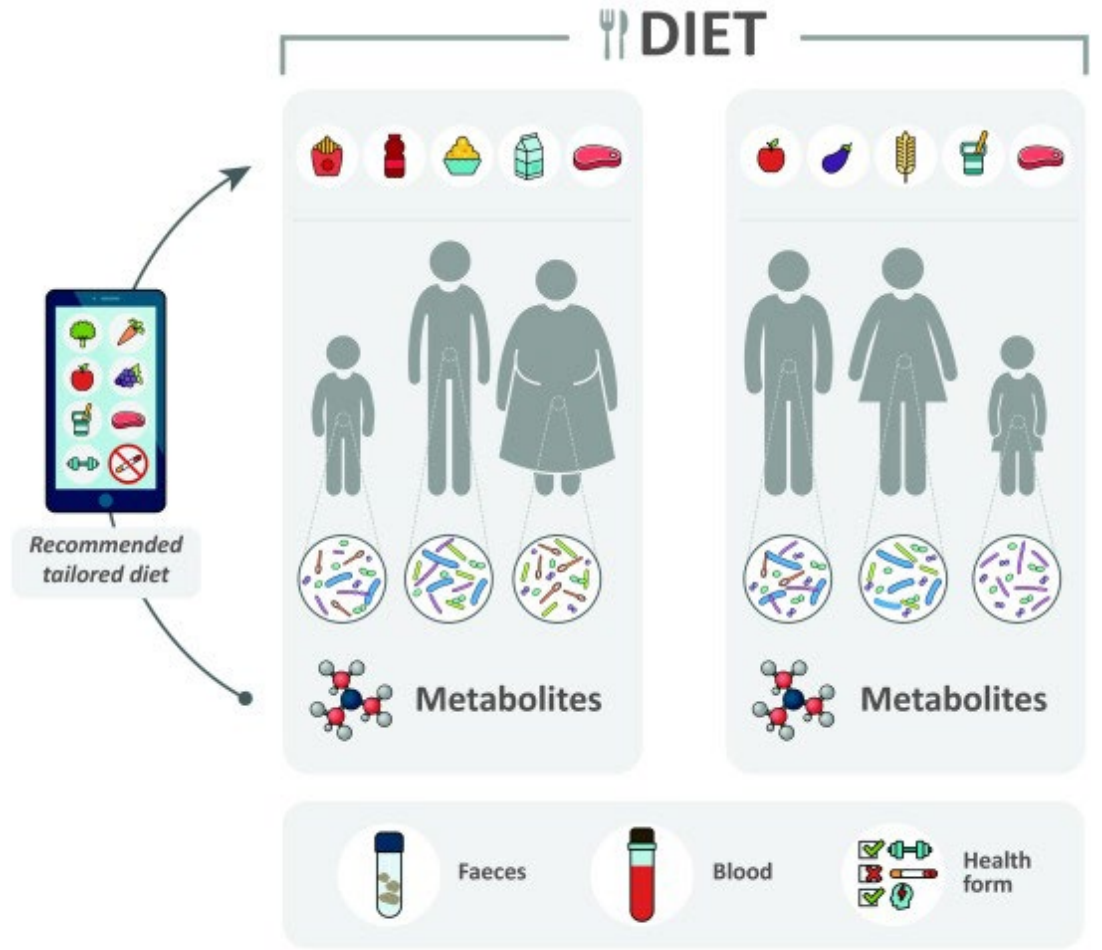 DIET
Recommended
tailored diet
Metabolites
Metabolites
Faeces
Blood
Health
form